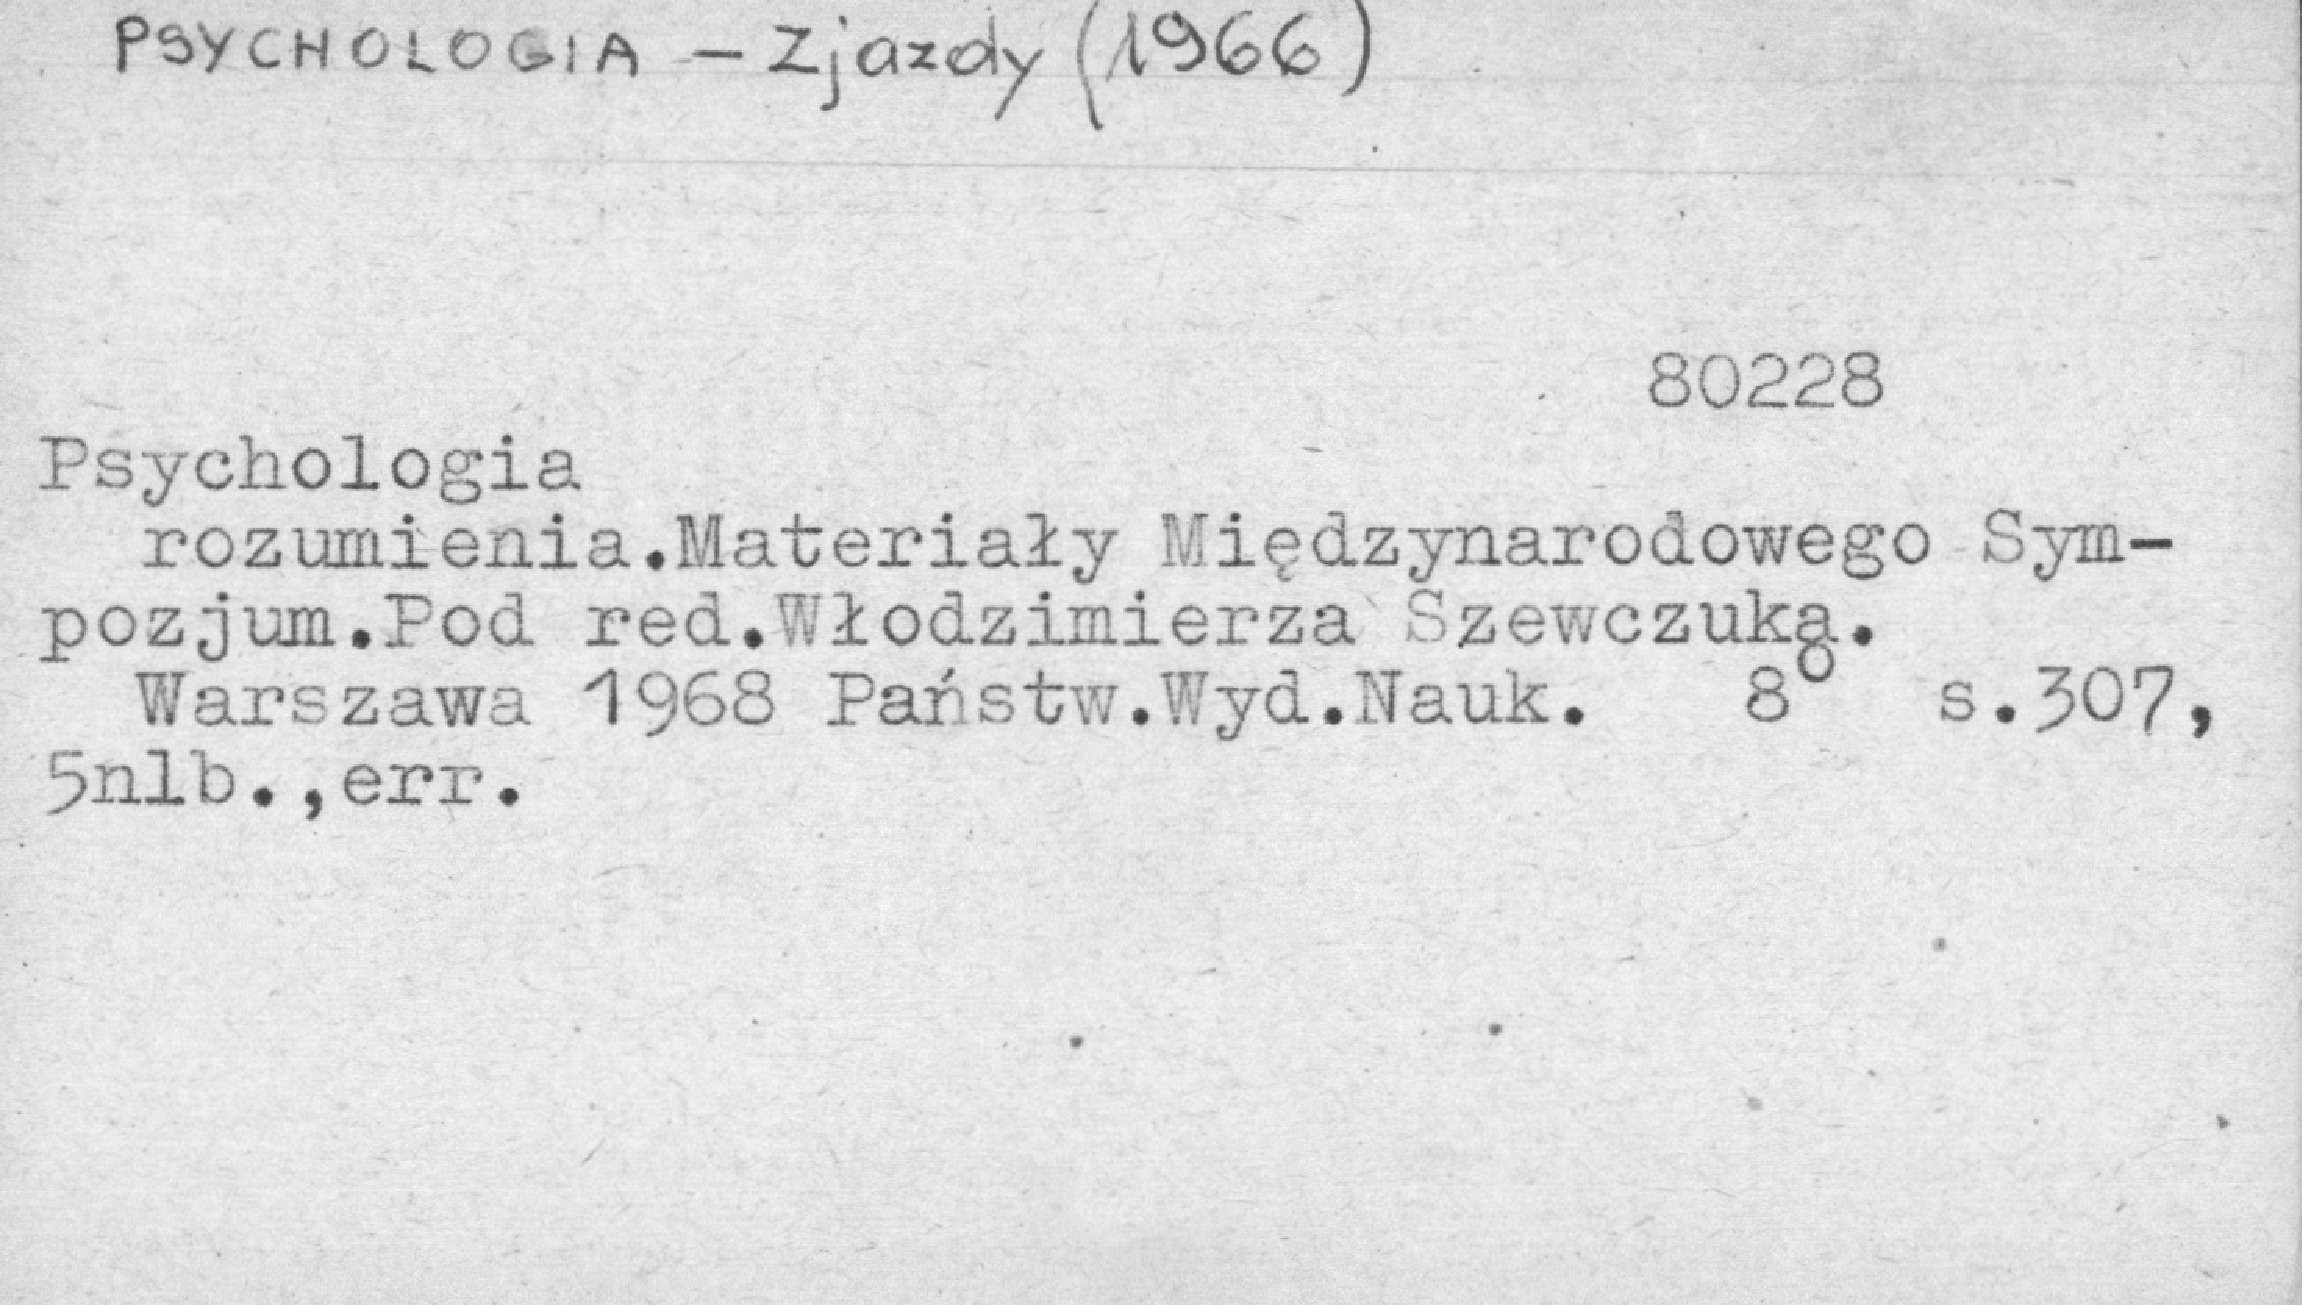 PSYCHOLOGIA – Zjazdy (1966)
80228
Psychologia
rozumienia.Materiały Międzynarodowego Sym-
pozjum.Pod red.Włodzimierza Szewczuka.
Warszawa 1968 Państw.Wyd.Nauk. 8° s.307,
5nlb.,err.